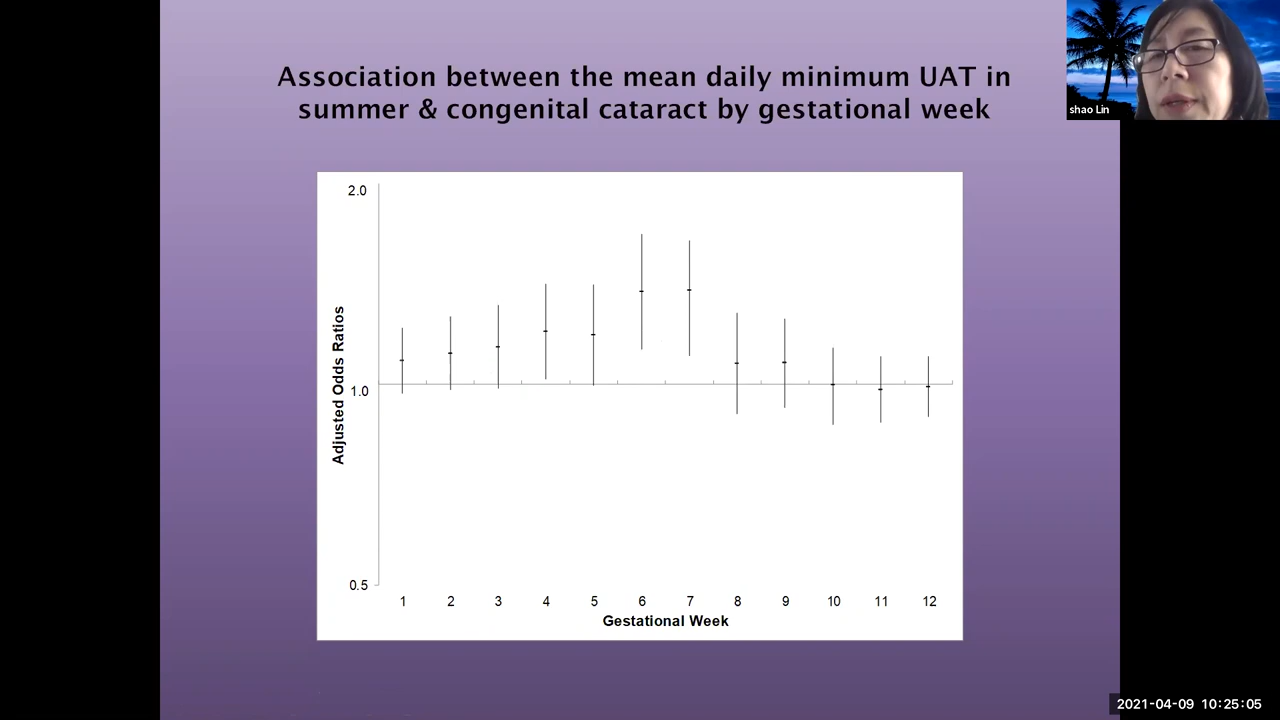 Association between the mean daily minimum UAT in
summer & congenital cataract by gestational week
shao Lin
2.0
1.0
0.5
Adjusted Odds Ratios
1 2 3 4 5 6 7 8 9 10 11 12
Gestational Week
2021-04-09 10:25:05